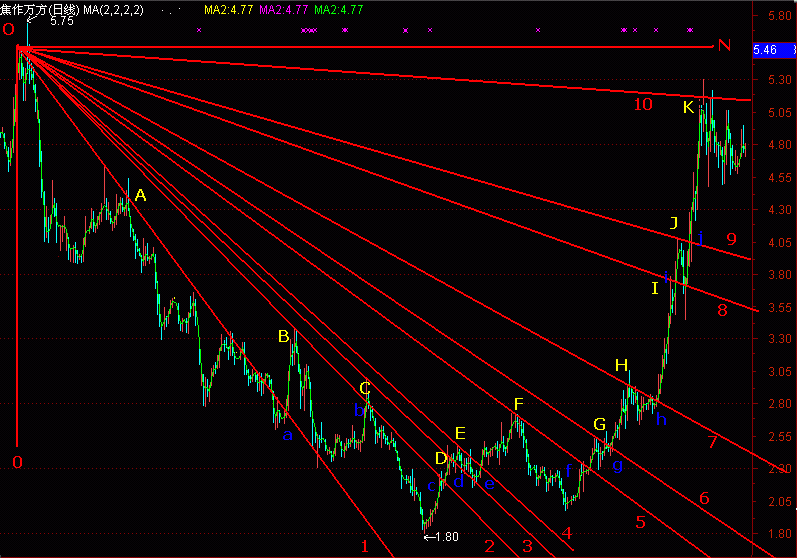 焦作万方(日线) MA(2,2,2,2) MA2:4.77 MA2:4.77 MA2:4.77
5.80
5.75
O
N
5.46
5.30
10
K
5.05
4.80
4.55
A
4.30
J
j
9
4.05
i
I
3.80
8
3.55
B
H
3.30
3.05
C
b
F
h
2.80
a
G
E
7
2.55
D
g
0
f
2.30
c
d
e
6
2.05
5
1.80
4
1.80
1
2
3